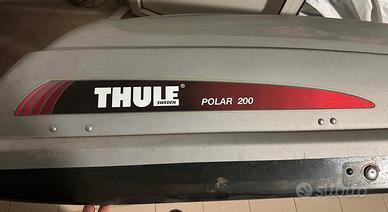 THULE®
SWEDEN
POLAR 200
subito